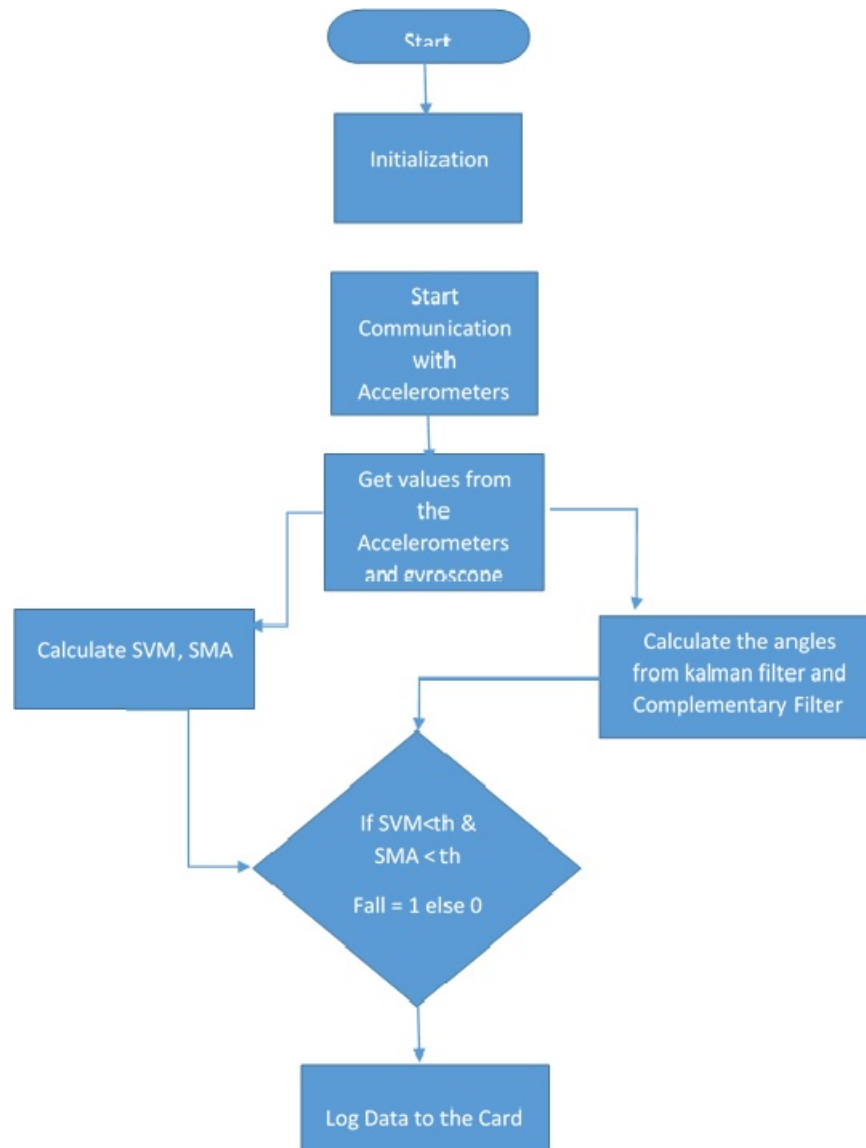 Start
Initialization
Start
Communication
with
Accelerometers
Get values from
the
Accelerometers
and gyroscope
Calculate SVM, SMA
Calculate the angles
from kalman filter and
Complementary Filter
If SVM<th &
SMA < th
Fall = 1 else 0
Log Data to the Card